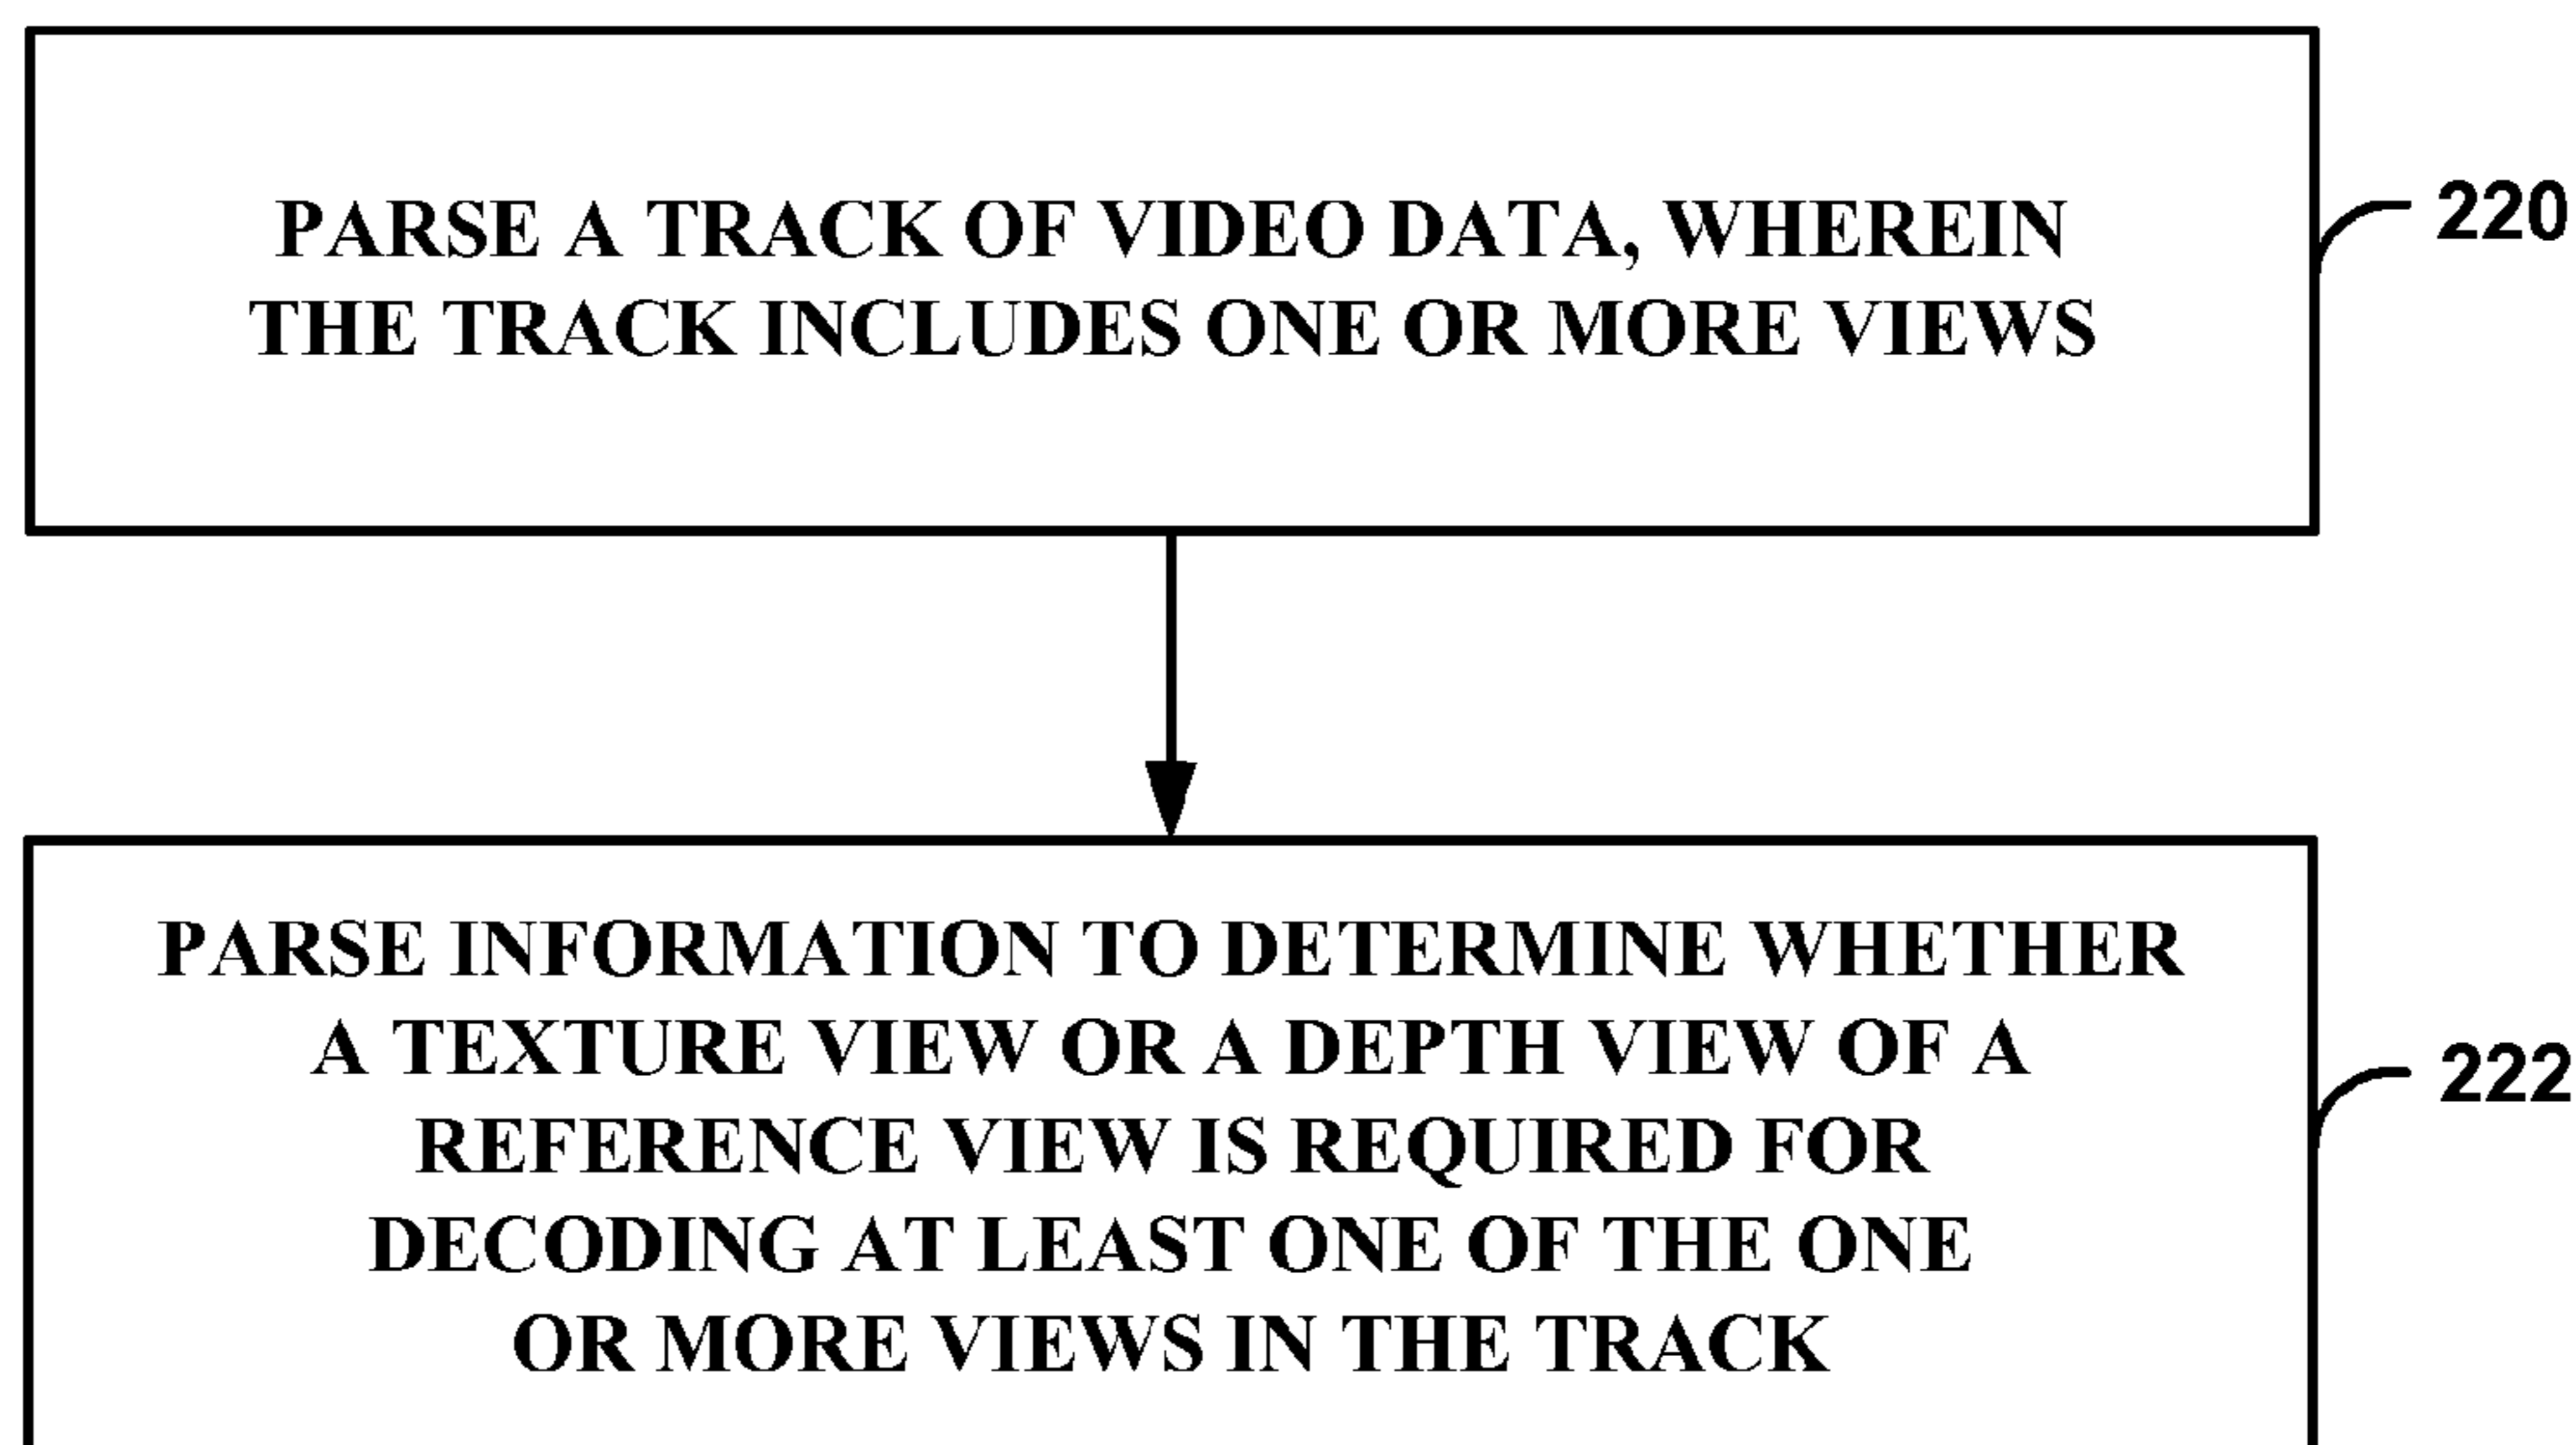 PARSE A TRACK OF VIDEO DATA, WHEREIN
THE TRACK INCLUDES ONE OR MORE VIEWS
220
PARSE INFORMATION TO DETERMINE WHETHER
A TEXTURE VIEW OR A DEPTH VIEW OF A
REFERENCE VIEW IS REQUIRED FOR
DECODING AT LEAST ONE OF THE ONE
OR MORE VIEWS IN THE TRACK
222